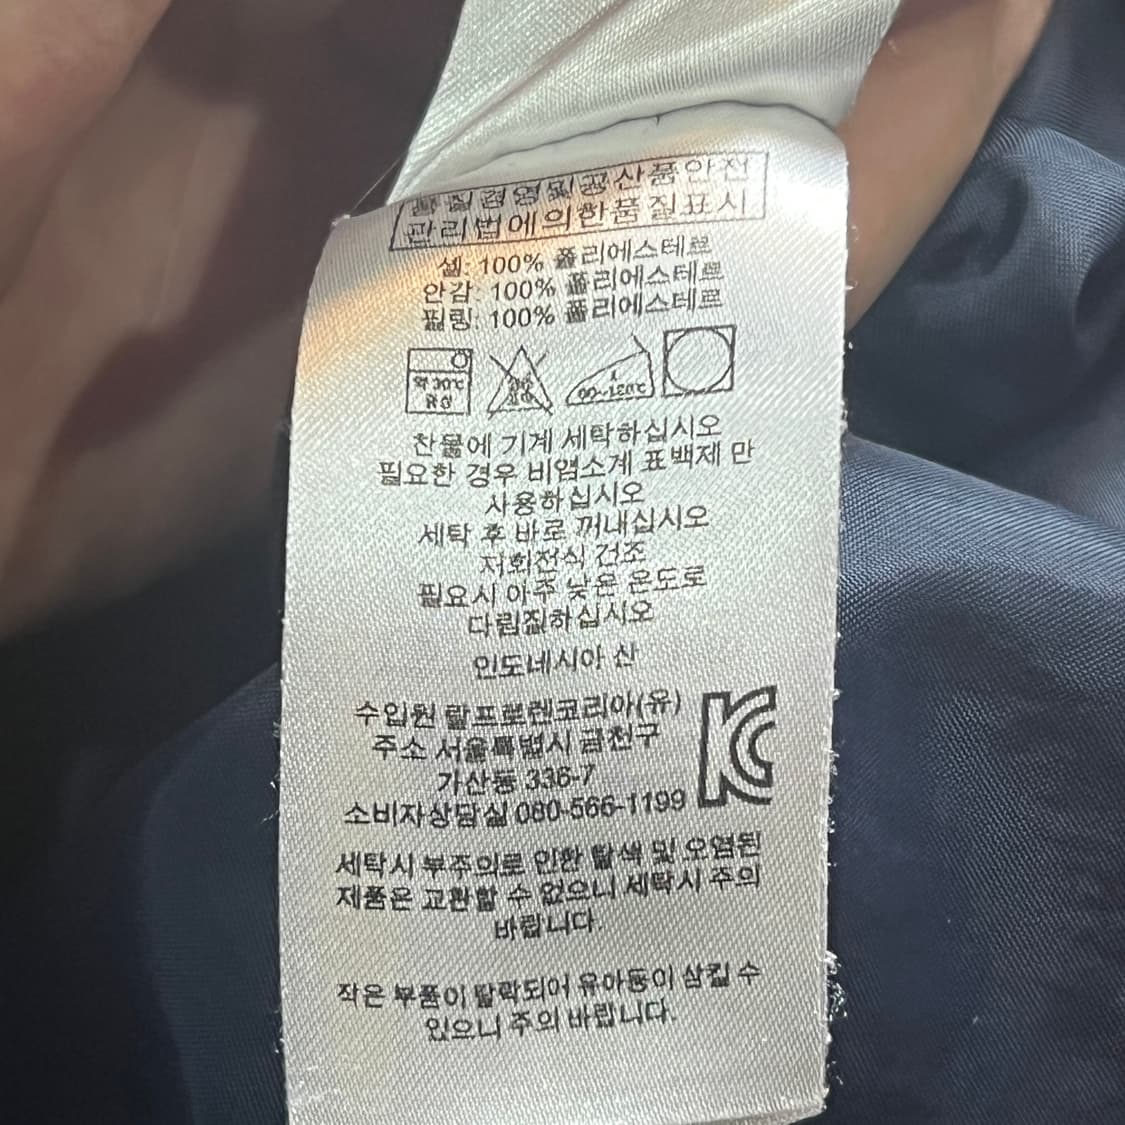 품질경영및공산품안전
관리법에의한품질표시
셀: 100% 폴리에스테르
안감: 100% 폴리에스테르
필링: 100% 폴리에스테르
약 30℃
중성
찬물에 기계 세탁하십시오
필요한 경우 비염소계 표백제 만
사용하십시오
세탁 후 바로 꺼내십시오
저회전식 건조
필요시 아주 낮은 온도로
다림질하십시오
인도네시아 산
수입원 랄프로렌코리아(유)
주소 서울특별시 금천구
가산동 336-7
소비자상담실 080-566-1199
KC
세탁시 부주의로 인한 탈색 및 오염된
제품은 교환할 수 없으니 세탁시 주의
바랍니다.
작은 부품이 탈락되어 유아동이 삼킬 수
있으니 주의 바랍니다.